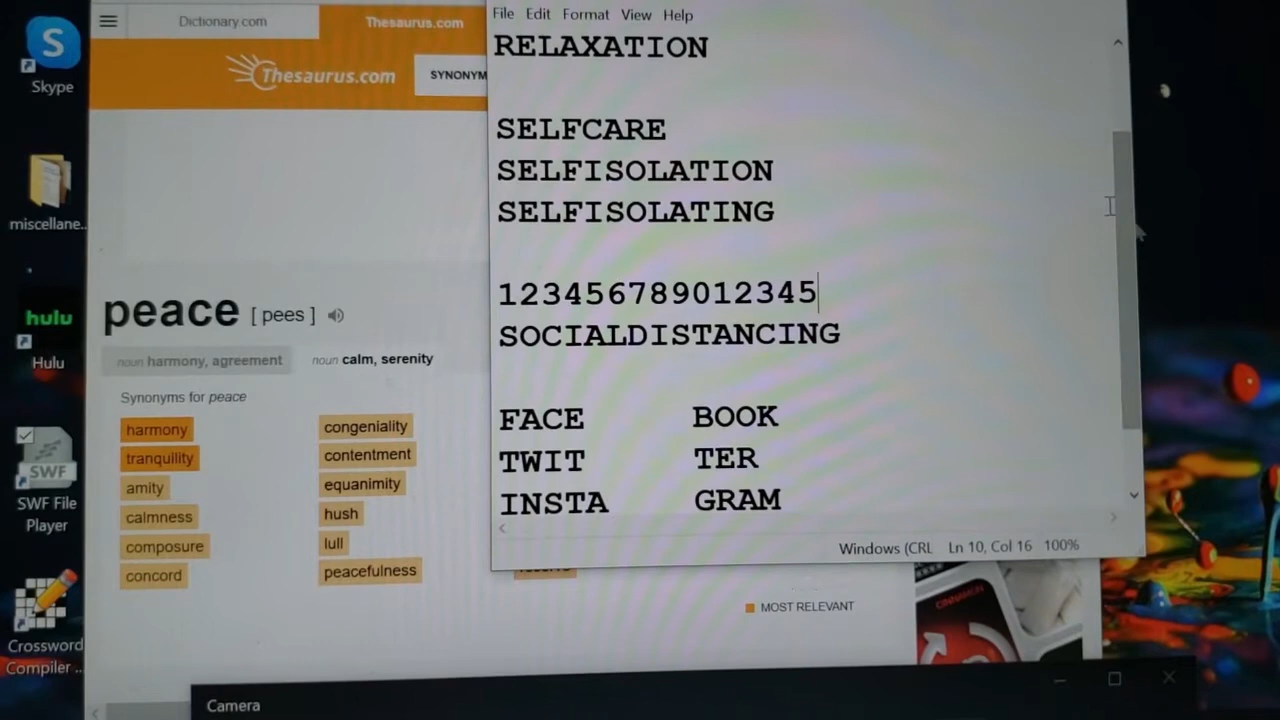 Skype
miscellane..
hulu
Hulu
SWF
SWF File
Player
Crossword
Compiler ..
Dictionary.com
Thesaurus.com
Thesaurus.com
SYNONYM
peace [ pees ]
noun harmony, agreement
noun calm, serenity
Synonyms for peace
harmony
tranquility
amity
calmness
composure
concord
congeniality
contentment
equanimity
hush
lull
peacefulness
MOST RELEVANT
CINNAMON
File Edit Format View Help
RELAXATION
SELFCARE
SELFISOLATION
SELFISOLATING
123456789012345
SOCIALDISTANCING
FACE BOOK
TWIT TER
INSTA GRAM
Windows (CRL Ln 10, Col 16 100%
Camera